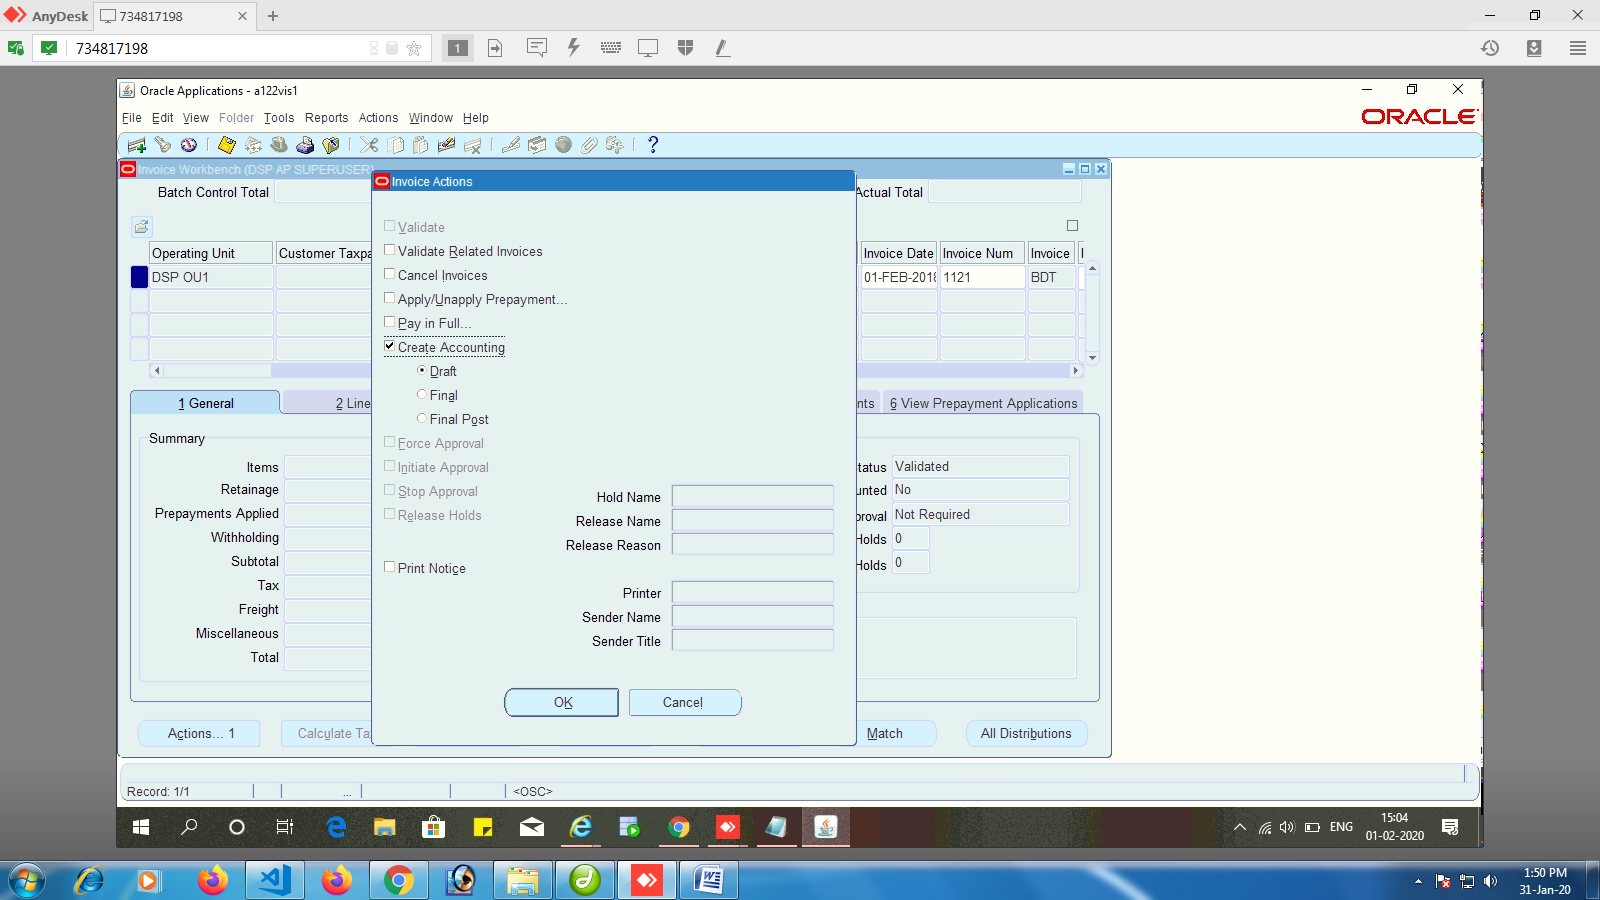 AnyDesk
734817198
734817198
1
Oracle Applications - a122vis1
File Edit View Folder Tools Reports Actions Window Help
ORACLE
Invoice Workbench (DSP AP SUPERUSER)
Invoice Actions
Batch Control Total
Actual Total
Validate
Validate Related Invoices
Cancel Invoices
Apply/Unapply Prepayment...
Pay in Full...
Create Accounting
Draft
Final
Final Post
Force Approval
Initiate Approval
Stop Approval
Release Holds
Hold Name
Release Name
Release Reason
Print Notice
Printer
Sender Name
Sender Title
OK
Cancel
Operating Unit
Customer Taxpa
Invoice Date
Invoice Num
Invoice
DSP OU1
01-FEB-2018
1121
BDT
1 General
2 Line
nts
6 View Prepayment Applications
Summary
Items
Retainage
Prepayments Applied
Withholding
Subtotal
Tax
Freight
Miscellaneous
Total
tatus Validated
unted No
proval Not Required
Holds 0
Holds 0
Actions... 1
Calculate Ta
Match
All Distributions
Record: 1/1
...
<OSC>
ENG
15:04
01-02-2020
1:50 PM
31-Jan-20